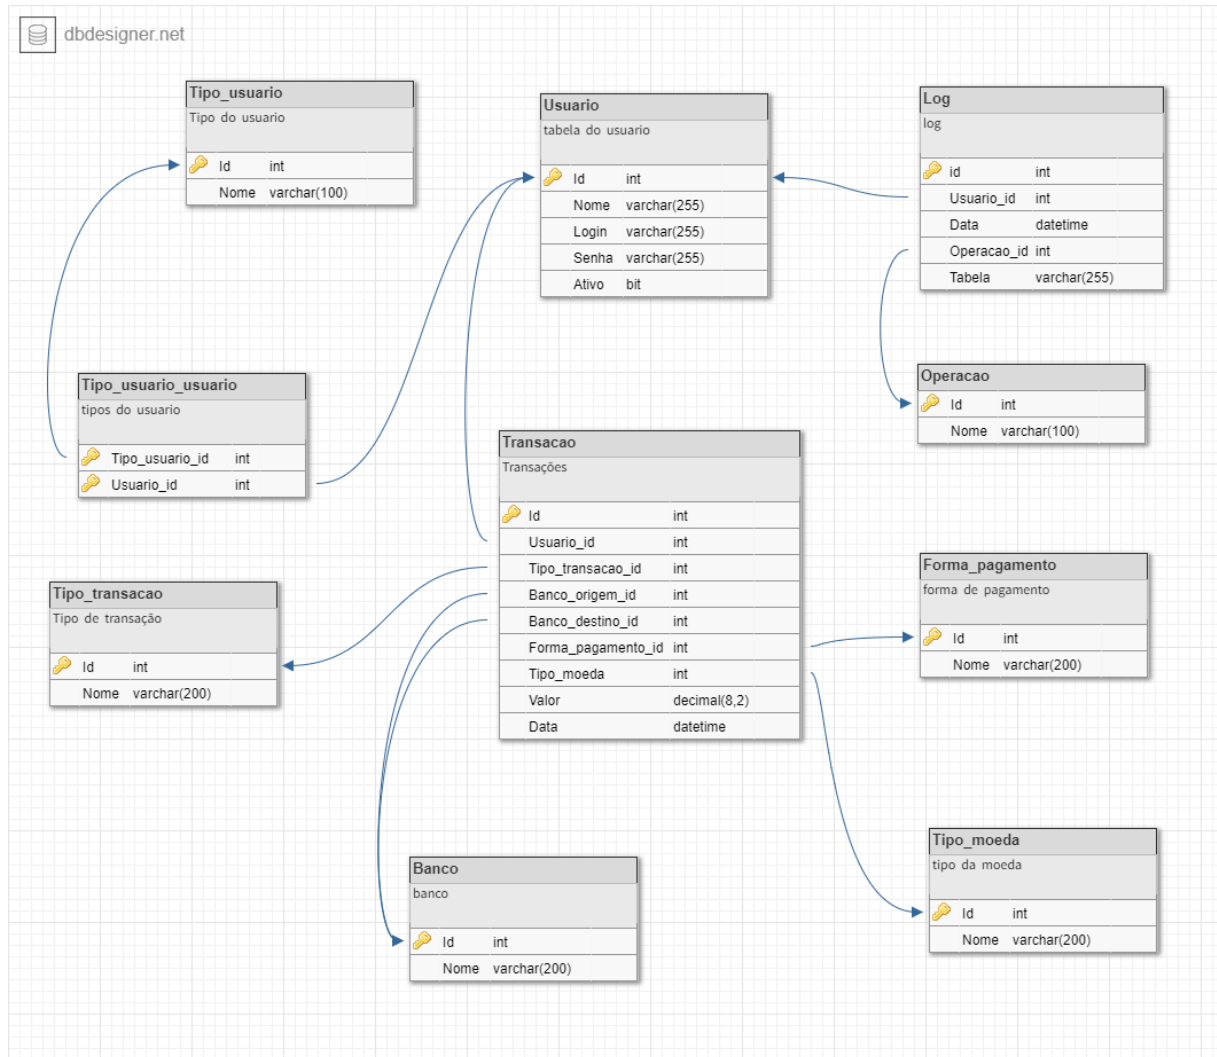 dbdesigner.net
Tipo_usuario
Tipo do usuario
Id int
Nome varchar(100)
Usuario
tabela do usuario
Id int
Nome varchar(255)
Login varchar(255)
Senha varchar(255)
Ativo bit
Log
log
id int
Usuario_id int
Data datetime
Operacao_id int
Tabela varchar(255)
Tipo_usuario_usuario
tipos do usuario
Tipo_usuario_id int
Usuario_id int
Operacao
Id int
Nome varchar(100)
Transacao
Transações
Id int
Usuario_id int
Tipo_transacao_id int
Banco_origem_id int
Banco_destino_id int
Forma_pagamento_id int
Tipo_moeda int
Valor decimal(8,2)
Data datetime
Tipo_transacao
Tipo de transação
Id int
Nome varchar(200)
Forma_pagamento
forma de pagamento
Id int
Nome varchar(200)
Banco
banco
Id int
Nome varchar(200)
Tipo_moeda
tipo da moeda
Id int
Nome varchar(200)